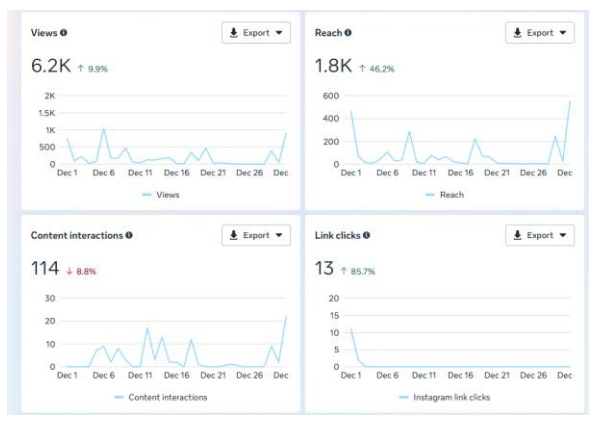 Views
Export
6.2K ↑ 9.9%
2K
1.5K
1K
500
0
Dec 1 Dec 6 Dec 11 Dec 16 Dec 21 Dec 26 Dec
Views
Reach
Export
1.8K ↑ 46.2%
600
400
200
0
Dec 1 Dec 6 Dec 11 Dec 16 Dec 21 Dec 26 Dec
Reach
Content interactions
Export
114 ↓ 8.8%
30
20
10
0
Dec 1 Dec 6 Dec 11 Dec 16 Dec 21 Dec 26 Dec
Content interactions
Link clicks
Export
13 ↑ 85.7%
20
15
10
5
0
Dec 1 Dec 6 Dec 11 Dec 16 Dec 21 Dec 26 Dec
Instagram link clicks